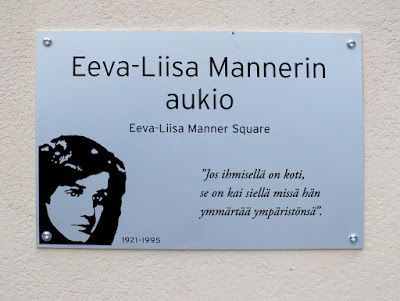 Eeva-Liisa Mannerin
aukio
Eeva-Liisa Manner Square
"Jos ihmisellä on koti,
se on kai siellä missä hän
ymmärtää ympäristönsä".
1921-1995